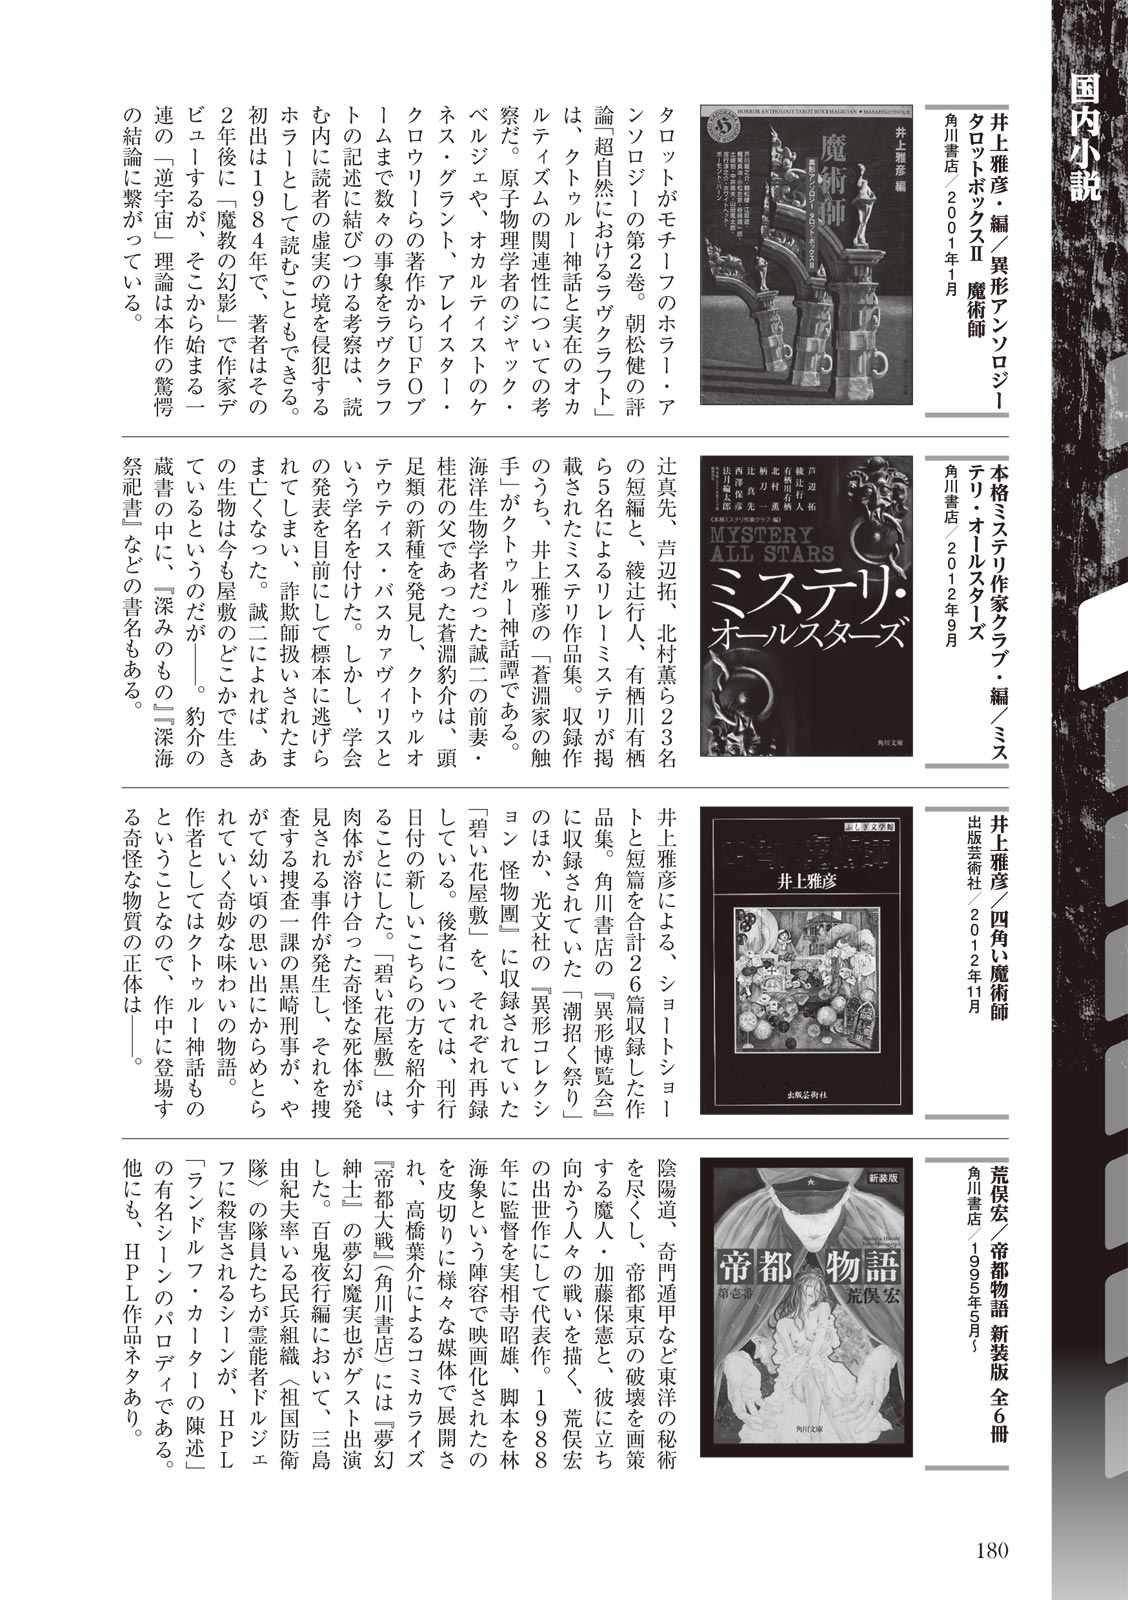 国内小説
井上雅彦・編／異形アンソロジー
タロットボックスⅡ　魔術師
角川書店／2001年1月
HORROR ANTHOLOGY TAROT BOX Ⅱ MAGICIAN ● MASAHIKO INOUE
井上雅彦 編
魔術師
異形アンソロジー タロットボックスⅡ
タロットがモチーフのホラー・ア
ンソロジーの第２巻。朝松健の評
論「超自然におけるラヴクラフト」
は、クトゥルー神話と実在のオカ
ルティズムの関連性についての考
察だ。原子物理学者のジャック・
ベルジェや、オカルティストのケ
ネス・グラント、アレイスター・
クロウリーらの著作からＵＦＯブ
ームまで数々の事象をラヴクラフ
トの記述に結びつける考察は、読
む内に読者の虚実の境を侵犯する
ホラーとして読むこともできる。
初出は１９８４年で、著者はその
２年後に「魔教の幻影」で作家デ
ビューするが、そこから始まる一
連の「逆宇宙」理論は本作の驚愕
の結論に繋がっている。
本格ミステリ作家クラブ・編／ミス
テリ・オールスターズ
角川書店／2012年9月
芦辺　拓
綾辻行人
有栖川有栖
北村　薫
柄刀　一
辻　真先
西澤保彦
法月綸太郎
《本格ミステリ作家クラブ・編》
MYSTERY
ALL STARS
ミステリ・
オールスターズ
角川文庫
辻真先、芦辺拓、北村薫ら２３名
の短編と、綾辻行人、有栖川有栖
ら５名によるリレーミステリが掲
載されたミステリ作品集。収録作
のうち、井上雅彦の「蒼淵家の触
手」がクトゥルー神話譚である。
海洋生物学者だった誠二の前妻・
桂花の父であった蒼淵豹介は、頭
足類の新種を発見し、クトゥルオ
テウティス・バスカァヴィリスと
いう学名を付けた。しかし、学会
の発表を目前にして標本に逃げら
れてしまい、詐欺師扱いされたま
ま亡くなった。誠二によれば、あ
の生物は今も屋敷のどこかで生き
ているというのだが——。豹介の
蔵書の中に、『深みのもの』『深海
祭祀書』などの書名もある。
井上雅彦／四角い魔術師
出版芸術社／2012年11月
ふしぎ文学館
四角い魔術師
井上雅彦
出版芸術社
井上雅彦による、ショートショー
トと短篇を合計２６篇収録した作
品集。角川書店の『異形博覧会』
に収録されていた「潮招く祭り」
のほか、光文社の『異形コレクシ
ョン 怪物團』に収録されていた
「碧い花屋敷」を、それぞれ再録
している。後者については、刊行
日付の新しいこちらの方を紹介す
ることにした。「碧い花屋敷」は、
肉体が溶け合った奇怪な死体が発
見される事件が発生し、それを捜
査する捜査一課の黒崎刑事が、や
がて幼い頃の思い出にからめとら
れていく奇妙な味わいの物語。
作者としてはクトゥルー神話もの
ということなので、作中に登場す
る奇怪な物質の正体は——。
荒俣宏／帝都物語 新装版 全６冊
角川書店／1995年5月〜
新装版
帝都物語
第壱番
荒俣 宏
角川文庫
陰陽道、奇門遁甲など東洋の秘術
を尽くし、帝都東京の破壊を画策
する魔人・加藤保憲と、彼に立ち
向かう人々の戦いを描く、荒俣宏
の出世作にして代表作。１９８８
年に監督を実相寺昭雄、脚本を林
海象という陣容で映画化されたの
を皮切りに様々な媒体で展開さ
れ、高橋葉介によるコミカライズ
『帝都大戦』（角川書店）には『夢幻
紳士』の夢幻魔実也がゲスト出演
した。百鬼夜行編において、三島
由紀夫率いる民兵組織〈祖国防衛
隊〉の隊員たちが霊能者ドルジェ
フに殺害されるシーンが、ＨＰＬ
「ランドルフ・カーターの陳述」
の有名シーンのパロディである。
他にも、ＨＰＬ作品ネタあり。
180